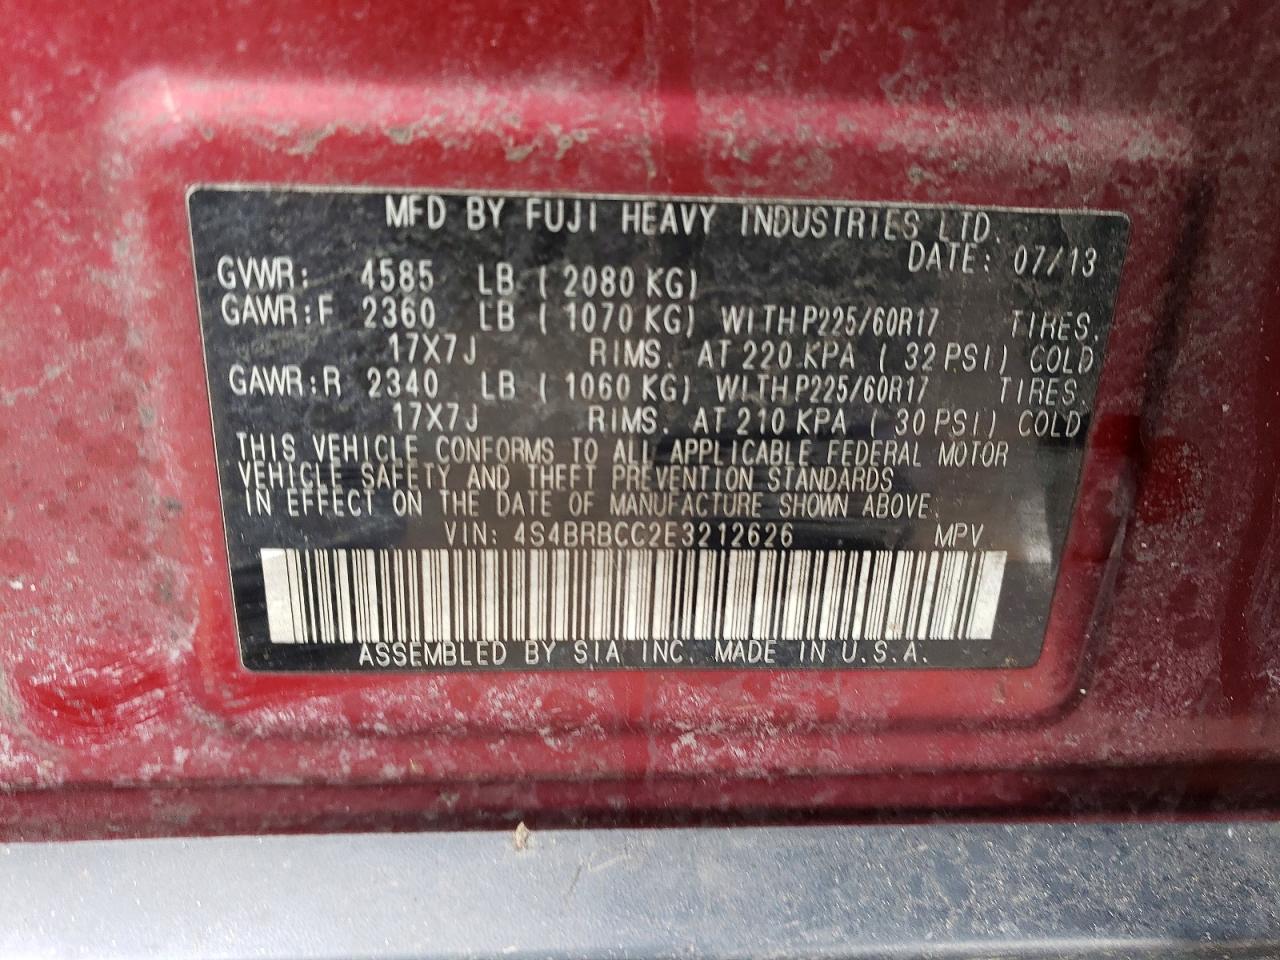 MFD BY FUJI HEAVY INDUSTRIES LTD.
DATE: 07/13
GVWR: 4585 LB (2080 KG)
GAWR:F 2360 LB (1070 KG) WITH P225/60R17 TIRES.
17X7J RIMS. AT 220 KPA (32 PSI) COLD
GAWR:R 2340 LB (1060 KG) WITH P225/60R17 TIRES.
17X7J RIMS. AT 210 KPA (30 PSI) COLD
THIS VEHICLE CONFORMS TO ALL APPLICABLE FEDERAL MOTOR
VEHICLE SAFETY AND THEFT PREVENTION STANDARDS
IN EFFECT ON THE DATE OF MANUFACTURE SHOWN ABOVE.
VIN: 4S4BRBCC2E3212626 MPV
ASSEMBLED BY SIA INC. MADE IN U.S.A.